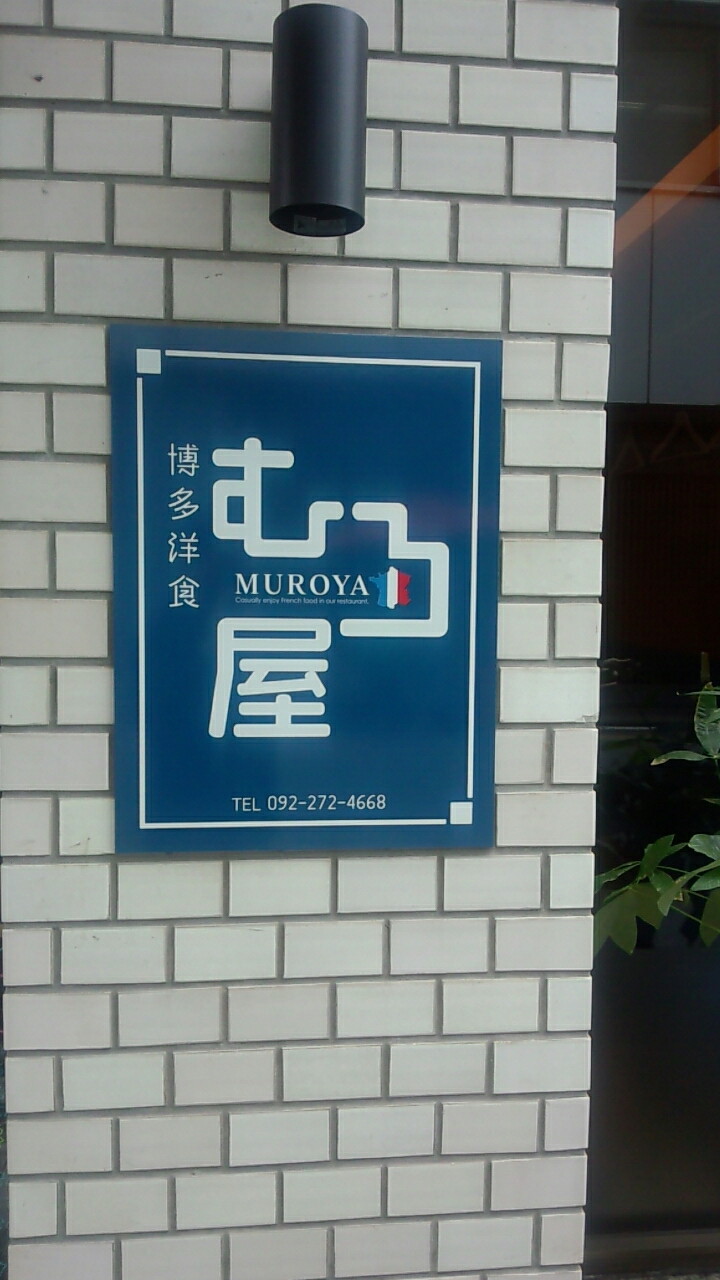 博多洋食
むろ屋
MUROYA
Casually enjoy French food in our restaurant.
TEL 092-272-4668